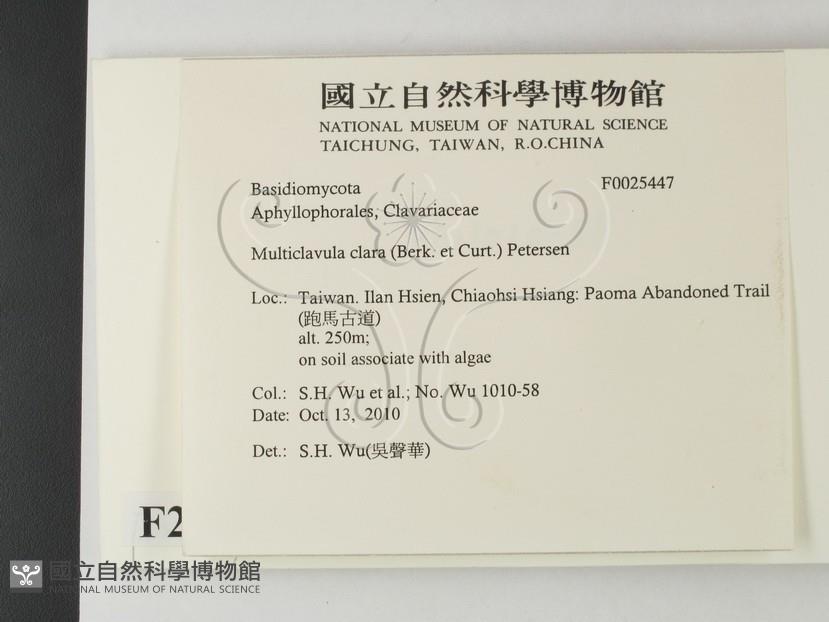 國立自然科學博物館
NATIONAL MUSEUM OF NATURAL SCIENCE
TAICHUNG, TAIWAN, R.O.CHINA
Basidiomycota F0025447
Aphyllophorales, Clavariaceae
Multiclavula clara (Berk. et Curt.) Petersen
Loc.: Taiwan. Ilan Hsien, Chiaohsi Hsiang: Paoma Abandoned Trail
(跑馬古道)
alt. 250m;
on soil associate with algae
Col.: S.H. Wu et al.; No. Wu 1010-58
Date: Oct. 13, 2010
Det.: S.H. Wu(吳聲華)
F2
國立自然科學博物館
NATIONAL MUSEUM OF NATURAL SCIENCE